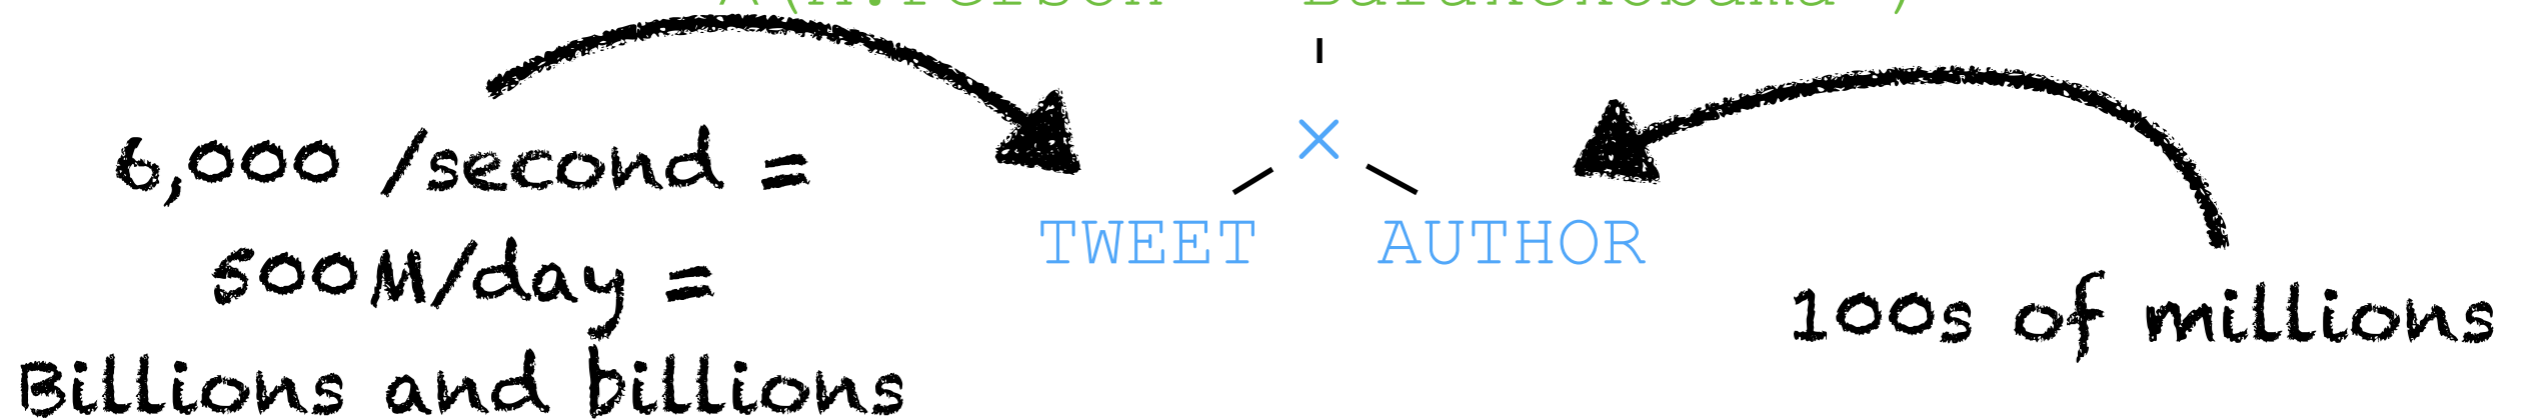 ×
6,000 /second =
TWEET AUTHOR
500M/day =
100s of millions
Billions and billions